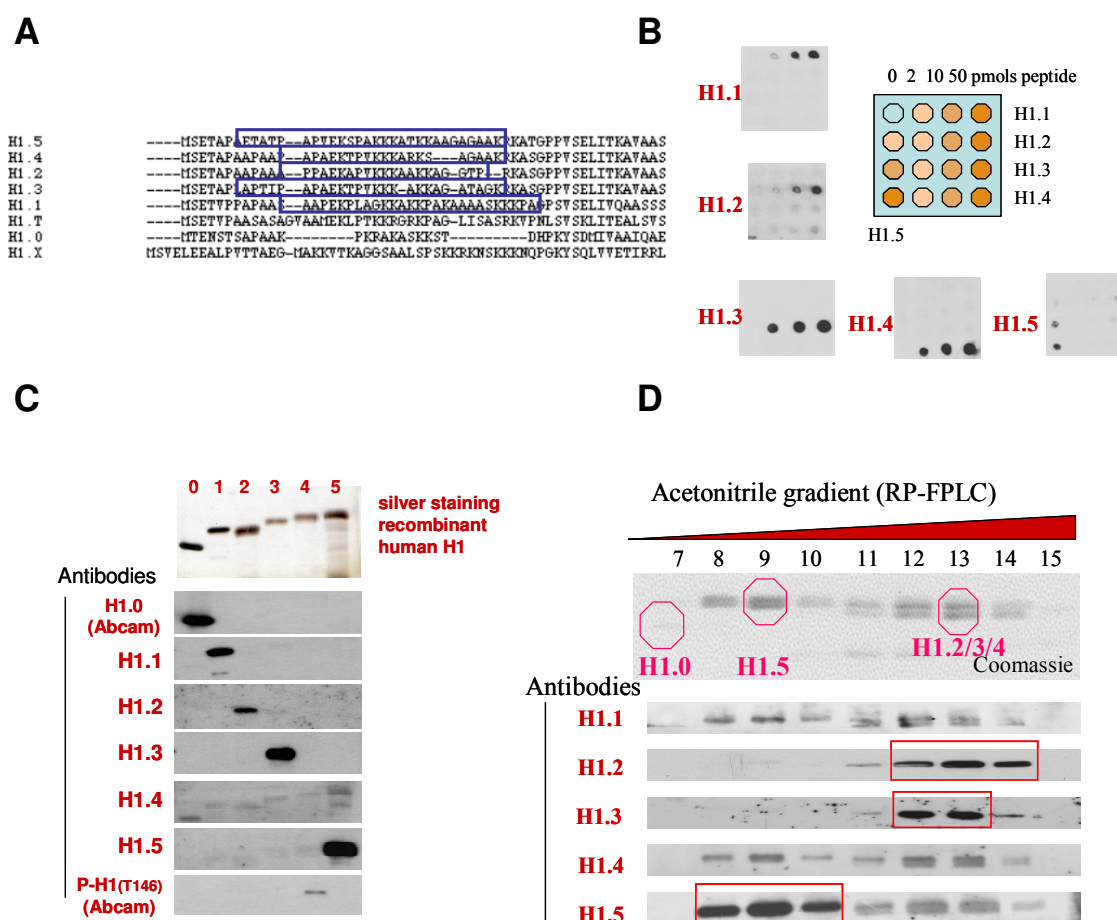 A
B
H1.5 ----MSETAPAETATP--APVEKSPAKKKATKKAAGAGAAKRKATGPPVSELITKAVAAS
H1.4 ----MSETAPAAPAAP--APAEKTPVKKKARKS---AGAAKRKASGPPVSELITKAVAAS
H1.2 ----MSETAPAAPAAA--PPAEKAPVKKKAAKKAG-GTP--RKASGPPVSELITKAVAAS
H1.3 ----MSETAPLAPTIP--APAEKTPVKKK-AKKAG-ATAGKRKASGPPVSELITKAVAAS
H1.1 ----MSETVPPAPAAS--AAPEKPLAGKKAKKPAKAAAASKKKPAGPSVSELIVQAASSS
H1.T ----MSETVPAASASAGVAAMEKLPTKKRGRKPAG--LISASRKVPNLSVSKLITEALSVS
H1.0 ----MTENSTSAPAAK--------PKRAKASKKST---------DHPKYSDMIVAAIQAE
H1.X MSVELEEALPVTTAEG-MAKKVTKAGGSAALSPSKKRKNSKKKNQPGKYSQLVVETIRRL
H1.1
0 2 10 50 pmols peptide
H1.1
H1.2
H1.3
H1.4
H1.5
H1.2
H1.3
H1.4
H1.5
C
D
0 1 2 3 4 5
silver staining
recombinant
human H1
Antibodies
H1.0
(Abcam)
H1.1
H1.2
H1.3
H1.4
H1.5
P-H1(T146)
(Abcam)
Acetonitrile gradient (RP-FPLC)
7 8 9 10 11 12 13 14 15
H1.0
H1.5
H1.2/3/4
Coomassie
Antibodies
H1.1
H1.2
H1.3
H1.4
H1.5